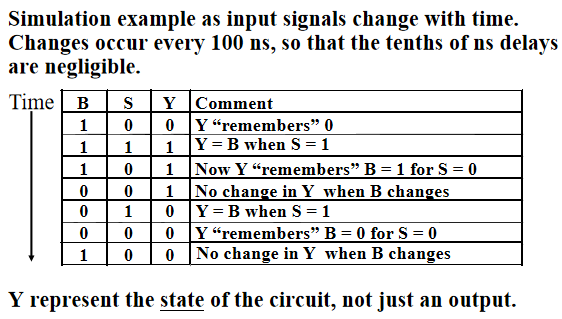 Simulation example as input signals change with time.
Changes occur every 100 ns, so that the tenths of ns delays
are negligible.
Time B S Y Comment
1 0 0 Y “remembers” 0
1 1 1 Y = B when S = 1
1 0 1 Now Y “remembers” B = 1 for S = 0
0 0 1 No change in Y when B changes
0 1 0 Y = B when S = 1
0 0 0 Y “remembers” B = 0 for S = 0
1 0 0 No change in Y when B changes
Y represent the state of the circuit, not just an output.